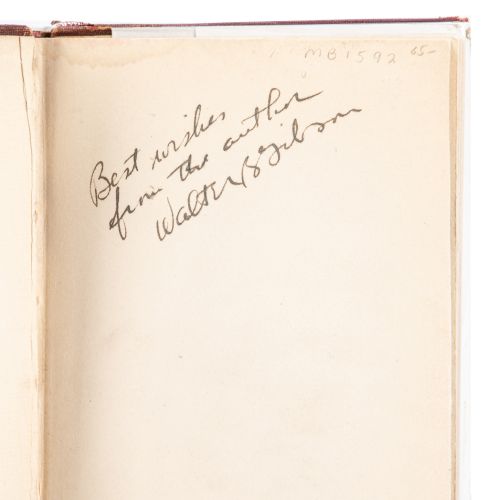 MB1592 65-
Best wishes
from the author
Walter B Gibson